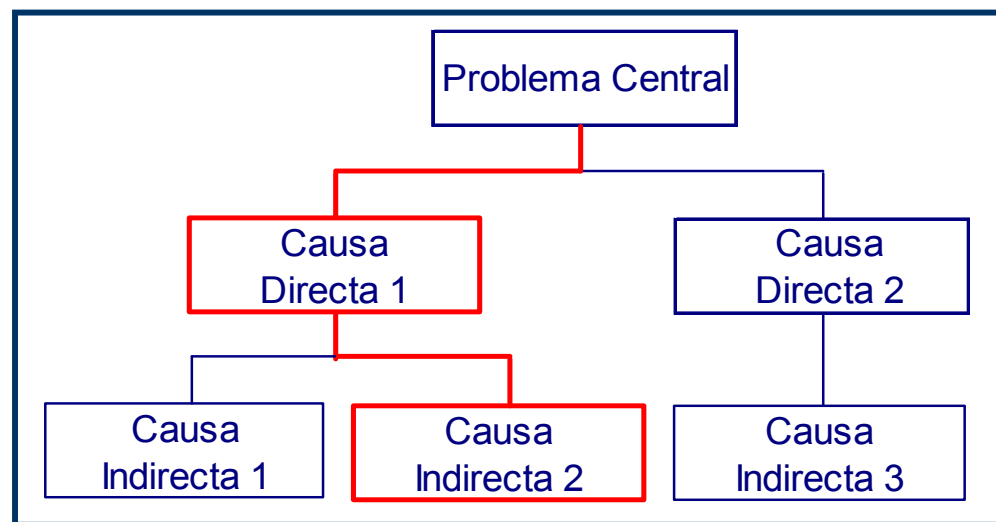 Problema Central
Causa
Directa 1
Causa
Directa 2
Causa
Indirecta 1
Causa
Indirecta 2
Causa
Indirecta 3